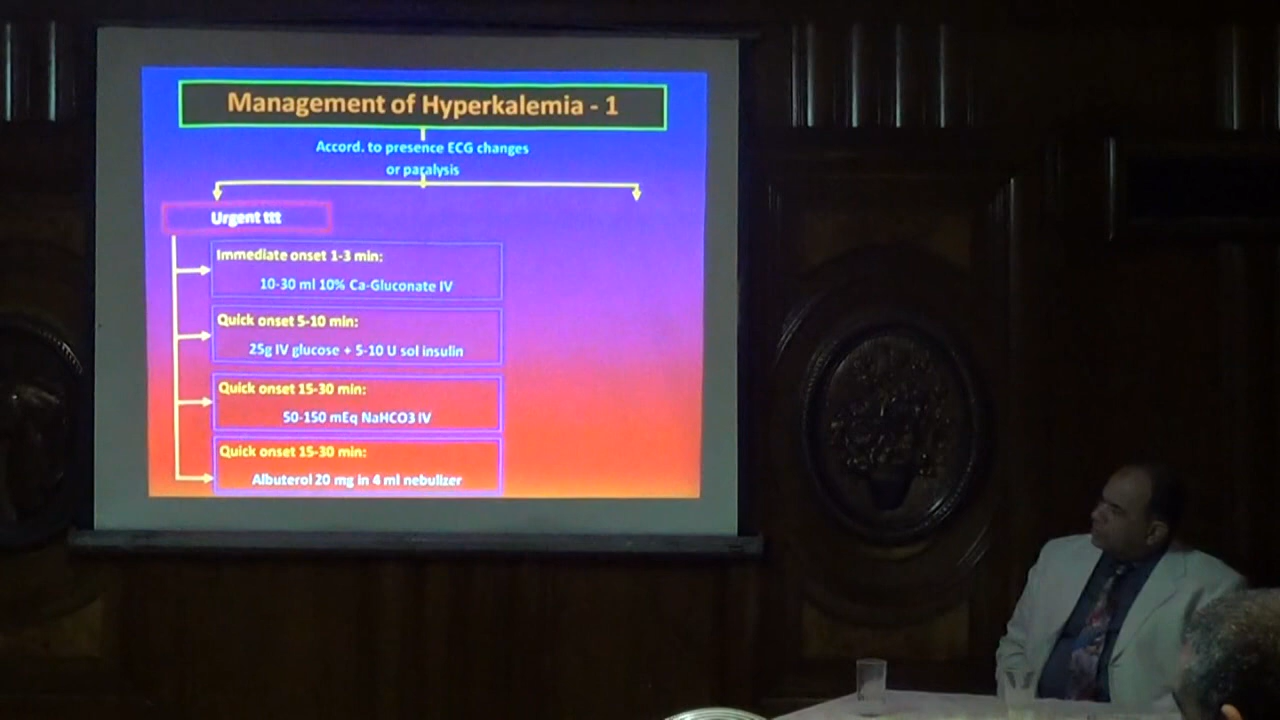 Management of Hyperkalemia - 1
Accord. to presence ECG changes
or paralysis
Urgent ttt
Immediate onset 1-3 min:
10-30 ml 10% Ca-Gluconate IV
Quick onset 5-10 min:
25g IV glucose + 5-10 U sol insulin
Quick onset 15-30 min:
50-150 mEq NaHCO3 IV
Quick onset 15-30 min:
Albuterol 20 mg in 4 ml nebulizer